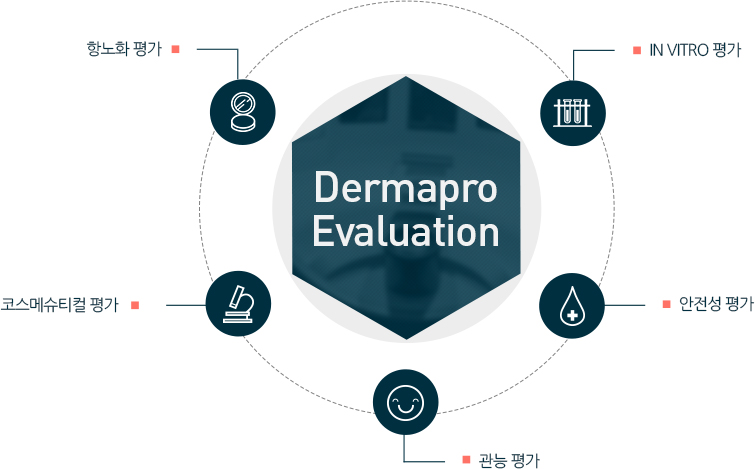 항노화 평가
IN VITRO 평가
Dermapro
Evaluation
코스메슈티컬 평가
안전성 평가
관능 평가